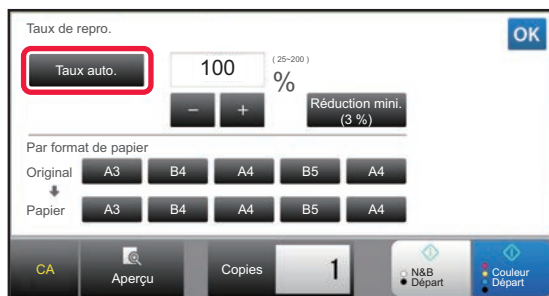 Taux de repro.
OK
Taux auto.
100
( 25~200 )
%
−
+
Réduction mini.
(3 %)
Par format de papier
Original
A3
B4
A4
B5
A4
Papier
A3
B4
A4
B5
A4
CA
Aperçu
Copies
1
N&B
Départ
Couleur
Départ